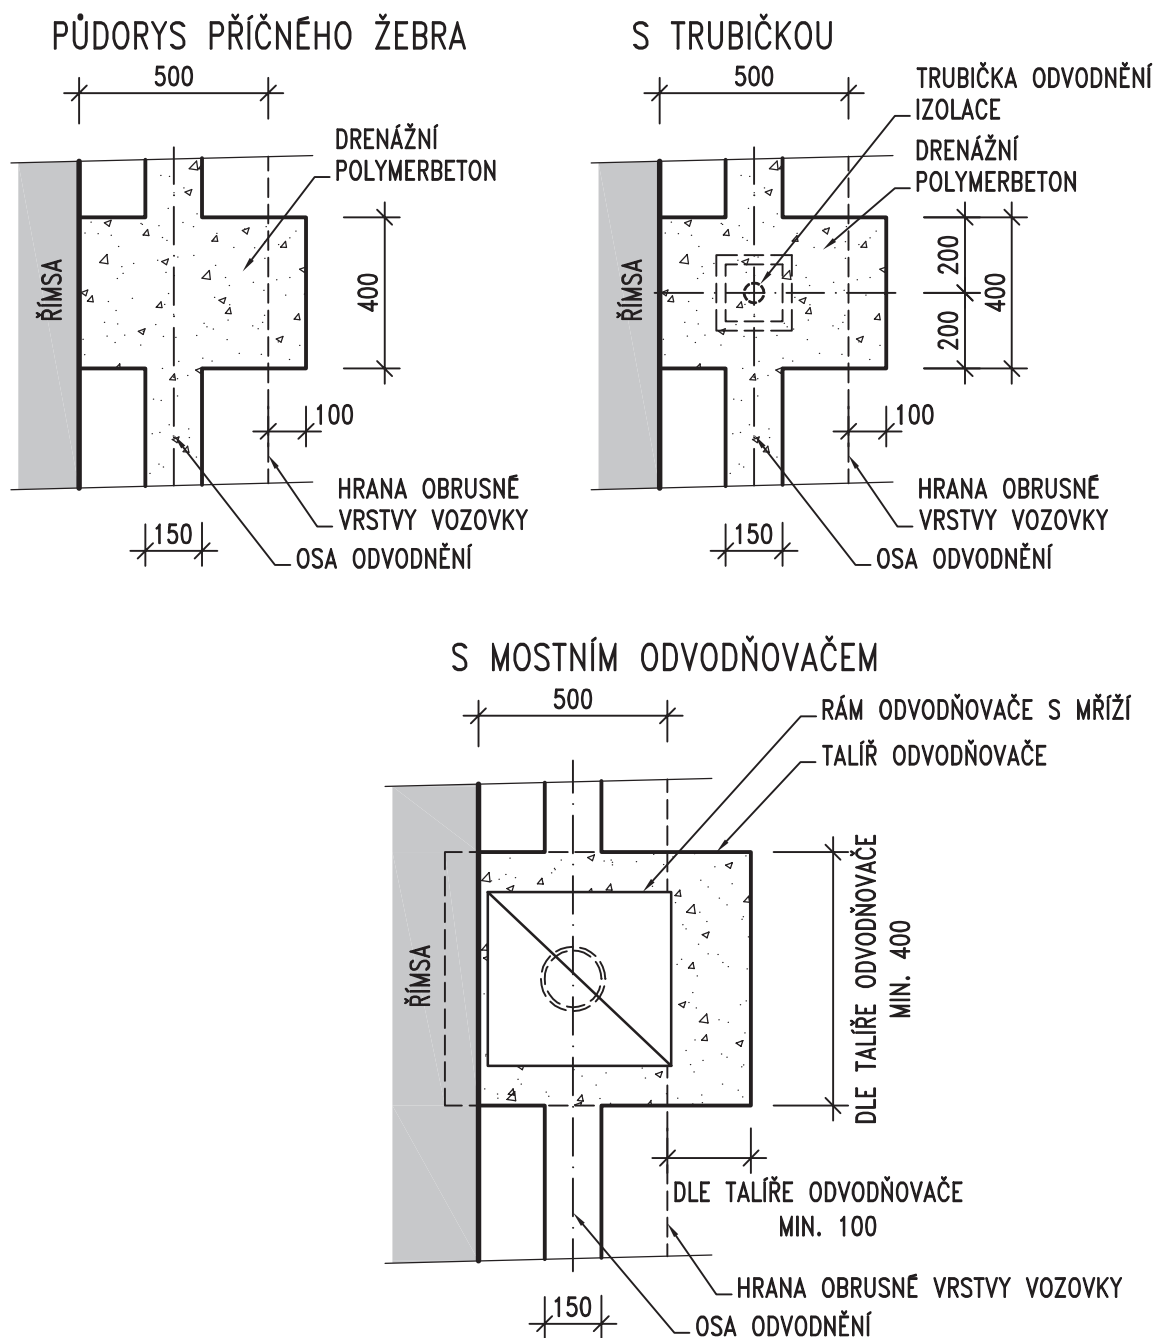 PŮDORYS PŘÍČNÉHO ŽEBRA
500
DRENÁŽNÍ
POLYMERBETON
ŘÍMSA
400
100
HRANA OBRUSNÉ
VRSTVY VOZOVKY
150
OSA ODVODNĚNÍ
S TRUBIČKOU
500
TRUBIČKA ODVODNĚNÍ
IZOLACE
DRENÁŽNÍ
POLYMERBETON
ŘÍMSA
200
200
400
100
HRANA OBRUSNÉ
VRSTVY VOZOVKY
150
OSA ODVODNĚNÍ
S MOSTNÍM ODVODŇOVAČEM
500
RÁM ODVODŇOVAČE S MŘÍŽÍ
TALÍŘ ODVODŇOVAČE
ŘÍMSA
DLE TALÍŘE ODVODŇOVAČE
MIN. 400
DLE TALÍŘE ODVODŇOVAČE
MIN. 100
HRANA OBRUSNÉ VRSTVY VOZOVKY
150
OSA ODVODNĚNÍ